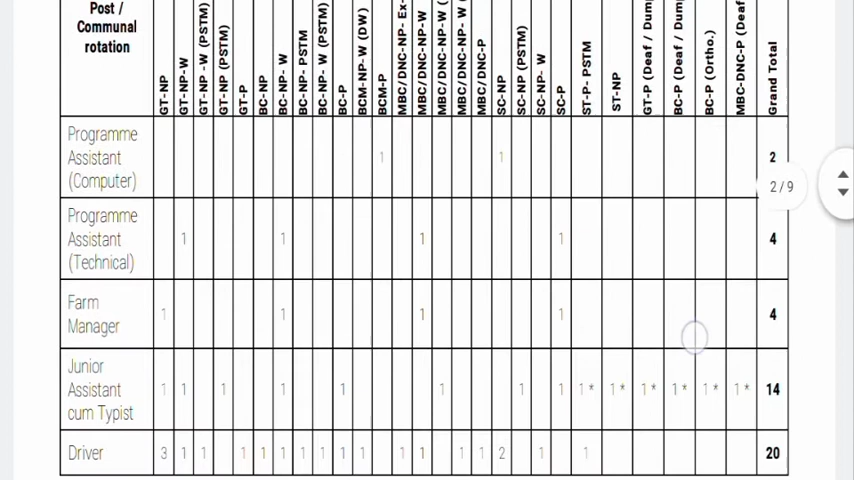 Post /
Communal
rotation
GT-NP
GT-NP-W
GT-NP -W (PSTM)
GT-NP (PSTM)
GT-P
BC-NP
BC-NP- W
BC-NP- PSTM
BC-NP- W (PSTM)
BC-P
BCM-NP-W (DW)
BCM-P
MBC/DNC-NP- Ex-
MBC/DNC-NP-W
MBC/DNC-NP-W (
MBC/DNC-NP- W
MBC/DNC-P
SC-NP
SC-NP (PSTM)
SC-NP- W
SC-P
ST-P- PSTM
ST-NP
GT-P (Deaf / Dum
BC-P (Deaf / Dum
BC-P (Ortho.)
MBC-DNC-P (Deaf
Grand Total
Programme
Assistant
(Computer)
1 1 2
2/9
Programme
Assistant
(Technical)
1 1 1 1 4
Farm
Manager
1 1 1 1 4
Junior
Assistant
cum Typist
1 1 1 1 1 1 1 1 1* 1* 1* 1* 1* 1* 14
Driver 3 1 1 1 1 1 1 1 1 1 1 1 1 1 2 1 1 20